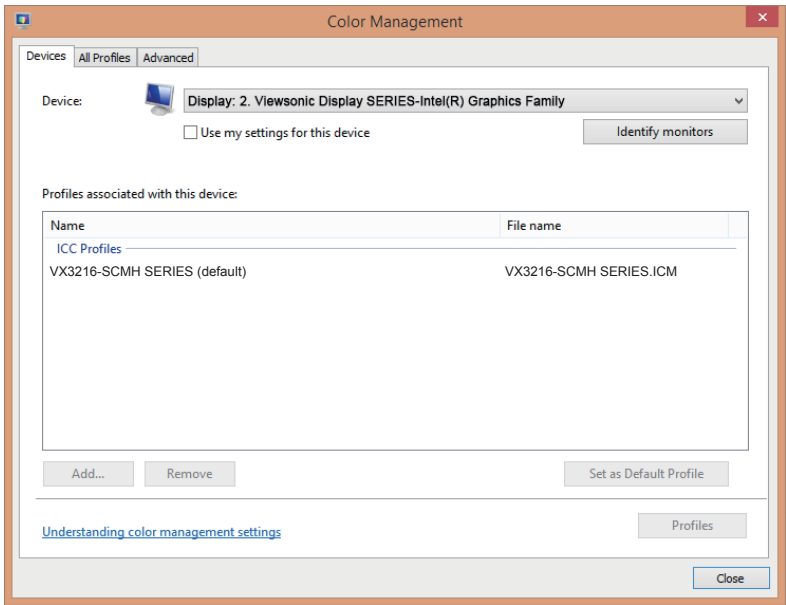 Color Management
Devices All Profiles Advanced
Device: Display: 2. Viewsonic Display SERIES-Intel(R) Graphics Family
Use my settings for this device Identify monitors
Profiles associated with this device:
Name File name
ICC Profiles
VX3216-SCMH SERIES (default) VX3216-SCMH SERIES.ICM
Add... Remove Set as Default Profile
Understanding color management settings Profiles
Close